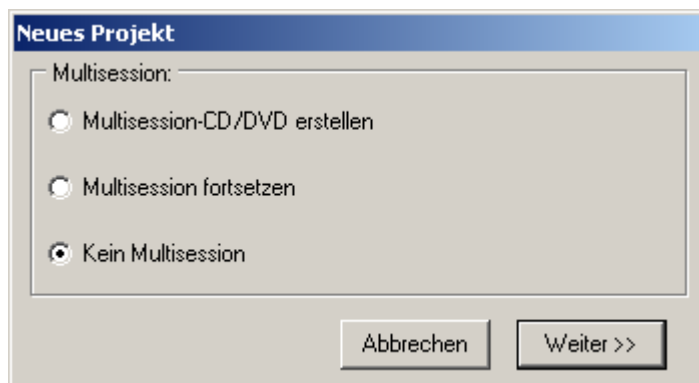 Neues Projekt
Multisession:
Multisession-CD/DVD erstellen
Multisession fortsetzen
Kein Multisession
Abbrechen
Weiter >>